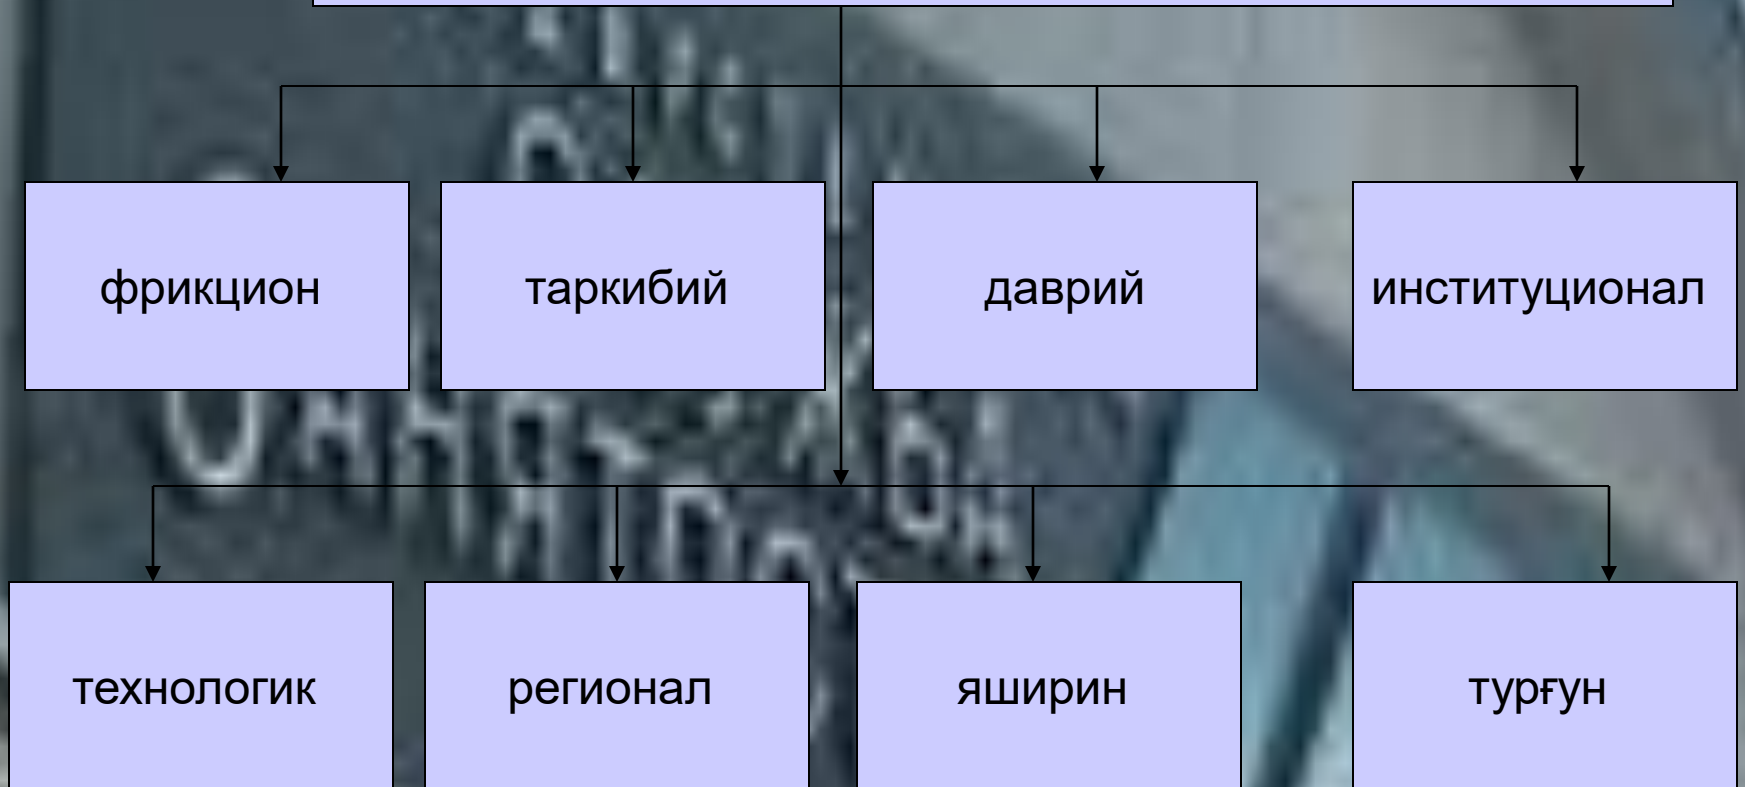 фрикцион
таркибий
даврий
институционал
технологик
регионал
яширин
турғун